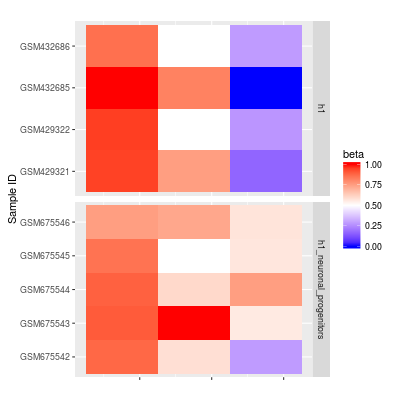 GSM432686
GSM432685
GSM429322
GSM429321
h1
GSM675546
GSM675545
GSM675544
GSM675543
GSM675542
h1_neuronal_progenitors
Sample ID
beta
1.00
0.75
0.50
0.25
0.00